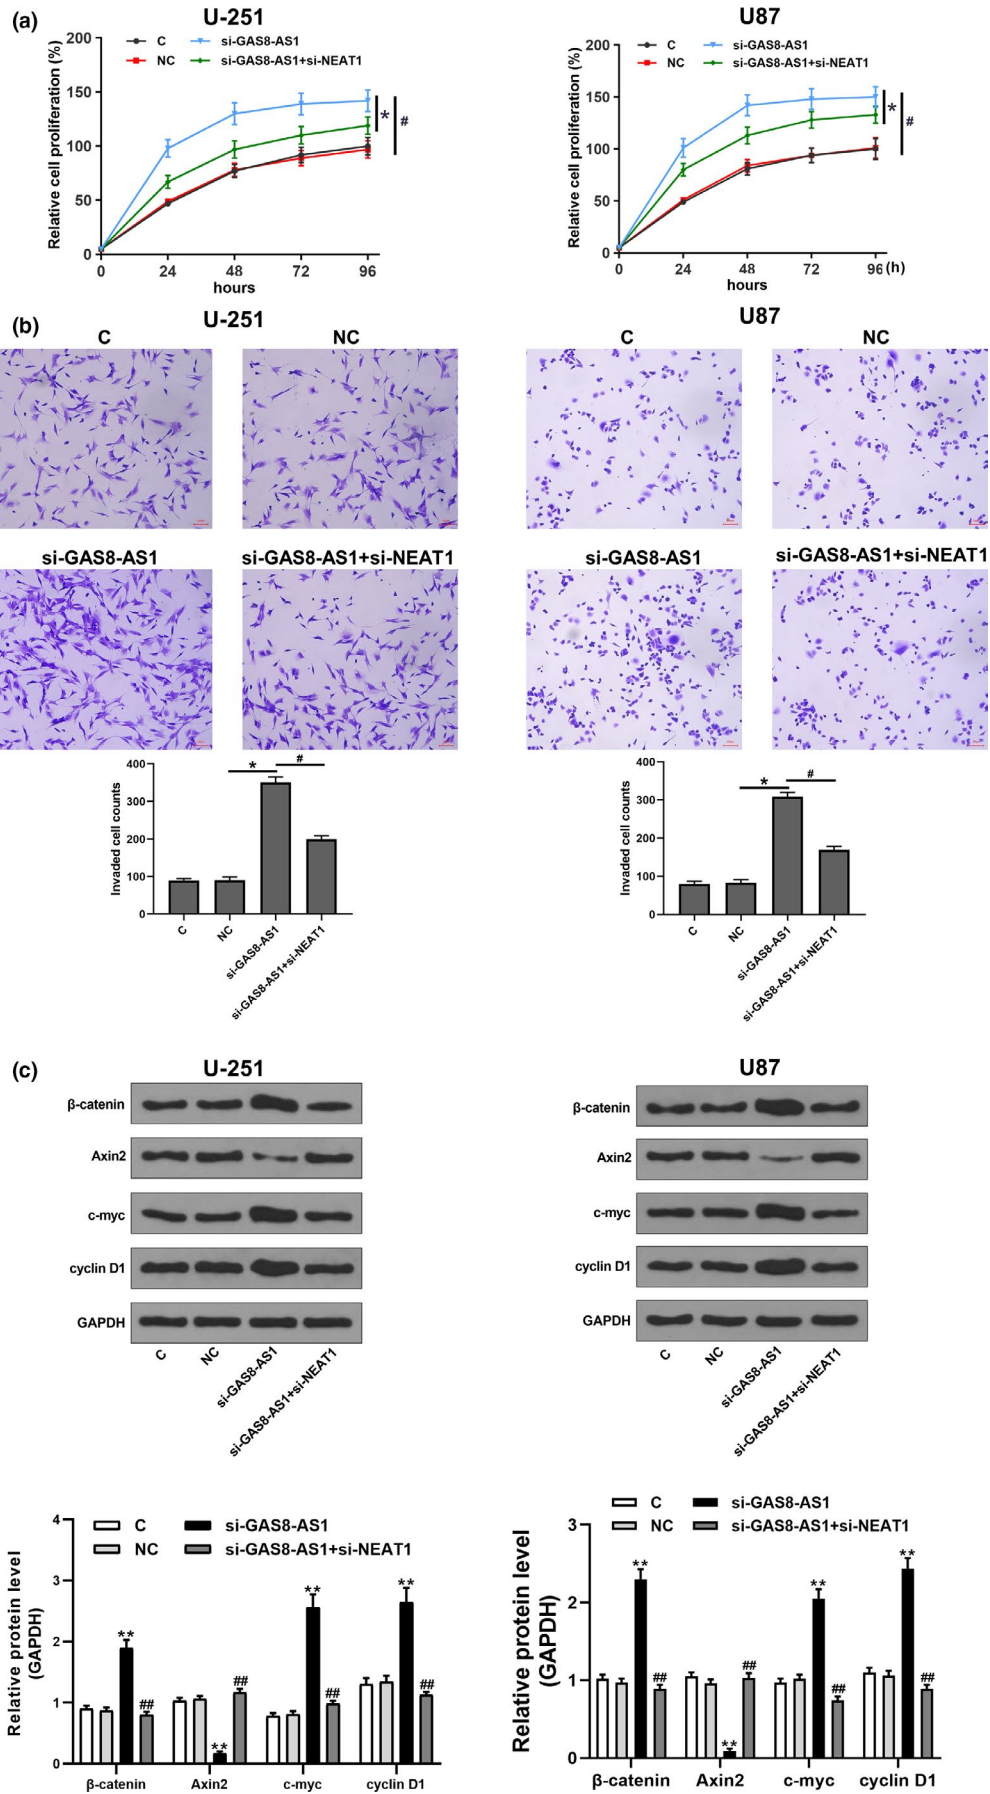 (a)
U-251
U87
C
si-GAS8-AS1
NC
si-GAS8-AS1+si-NEAT1
Relative cell proliferation (%)
200
150
100
50
0
0 24 48 72 96
hours
*
#
C
si-GAS8-AS1
NC
si-GAS8-AS1+si-NEAT1
Relative cell proliferation (%)
200
150
100
50
0
0 24 48 72 96 (h)
hours
*
#
(b)
U-251
U87
C
NC
C
NC
si-GAS8-AS1
si-GAS8-AS1+si-NEAT1
si-GAS8-AS1
si-GAS8-AS1+si-NEAT1
Invaded cell counts
400
300
200
100
0
*
#
C
NC
si-GAS8-AS1
si-GAS8-AS1+si-NEAT1
Invaded cell counts
400
300
200
100
0
*
#
C
NC
si-GAS8-AS1
si-GAS8-AS1+si-NEAT1
(c)
U-251
U87
β-catenin
Axin2
c-myc
cyclin D1
GAPDH
C
NC
si-GAS8-AS1
si-GAS8-AS1+si-NEAT1
β-catenin
Axin2
c-myc
cyclin D1
GAPDH
C
NC
si-GAS8-AS1
si-GAS8-AS1+si-NEAT1
C
si-GAS8-AS1
NC
si-GAS8-AS1+si-NEAT1
Relative protein level
(GAPDH)
4
3
2
1
0
** ## ** ## ** ## ** ##
β-catenin Axin2 c-myc cyclin D1
C
si-GAS8-AS1
NC
si-GAS8-AS1+si-NEAT1
Relative protein level
(GAPDH)
3
2
1
0
** ## ** ## ** ## ** ##
β-catenin Axin2 c-myc cyclin D1